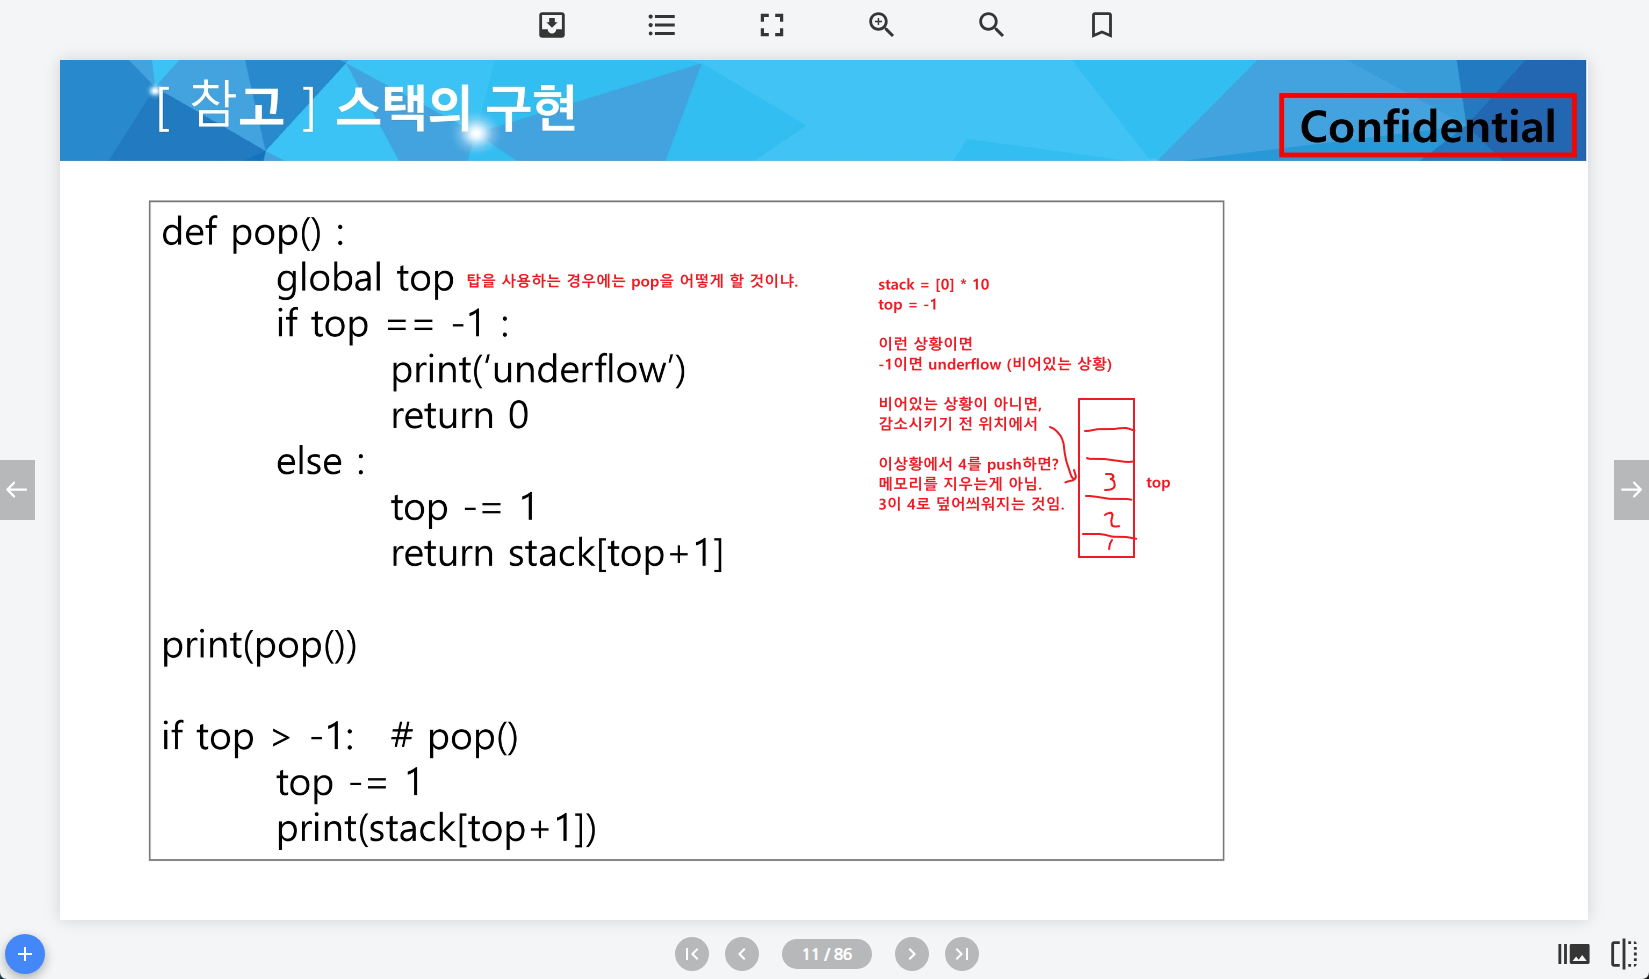 [ 참고 ] 스택의 구현
Confidential
def pop() :
global top
탑을 사용하는 경우에는 pop을 어떻게 할 것이냐.
if top == -1 :
print(‘underflow’)
return 0
else :
top -= 1
return stack[top+1]
print(pop())
if top > -1: # pop()
top -= 1
print(stack[top+1])
stack = [0] * 10
top = -1
이런 상황이면
-1이면 underflow (비어있는 상황)
비어있는 상황이 아니면,
감소시키기 전 위치에서
이상황에서 4를 push하면?
메모리를 지우는게 아님.
3이 4로 덮어씌워지는 것임.
3
top
2
1
11 / 86